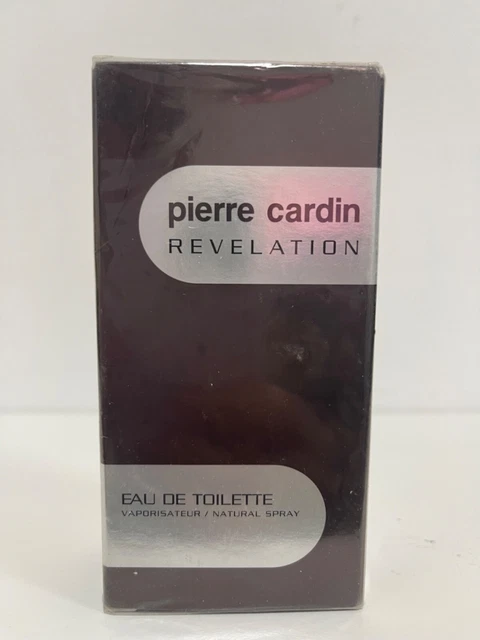 pierre cardin
REVELATION
EAU DE TOILETTE
VAPORISATEUR / NATURAL SPRAY